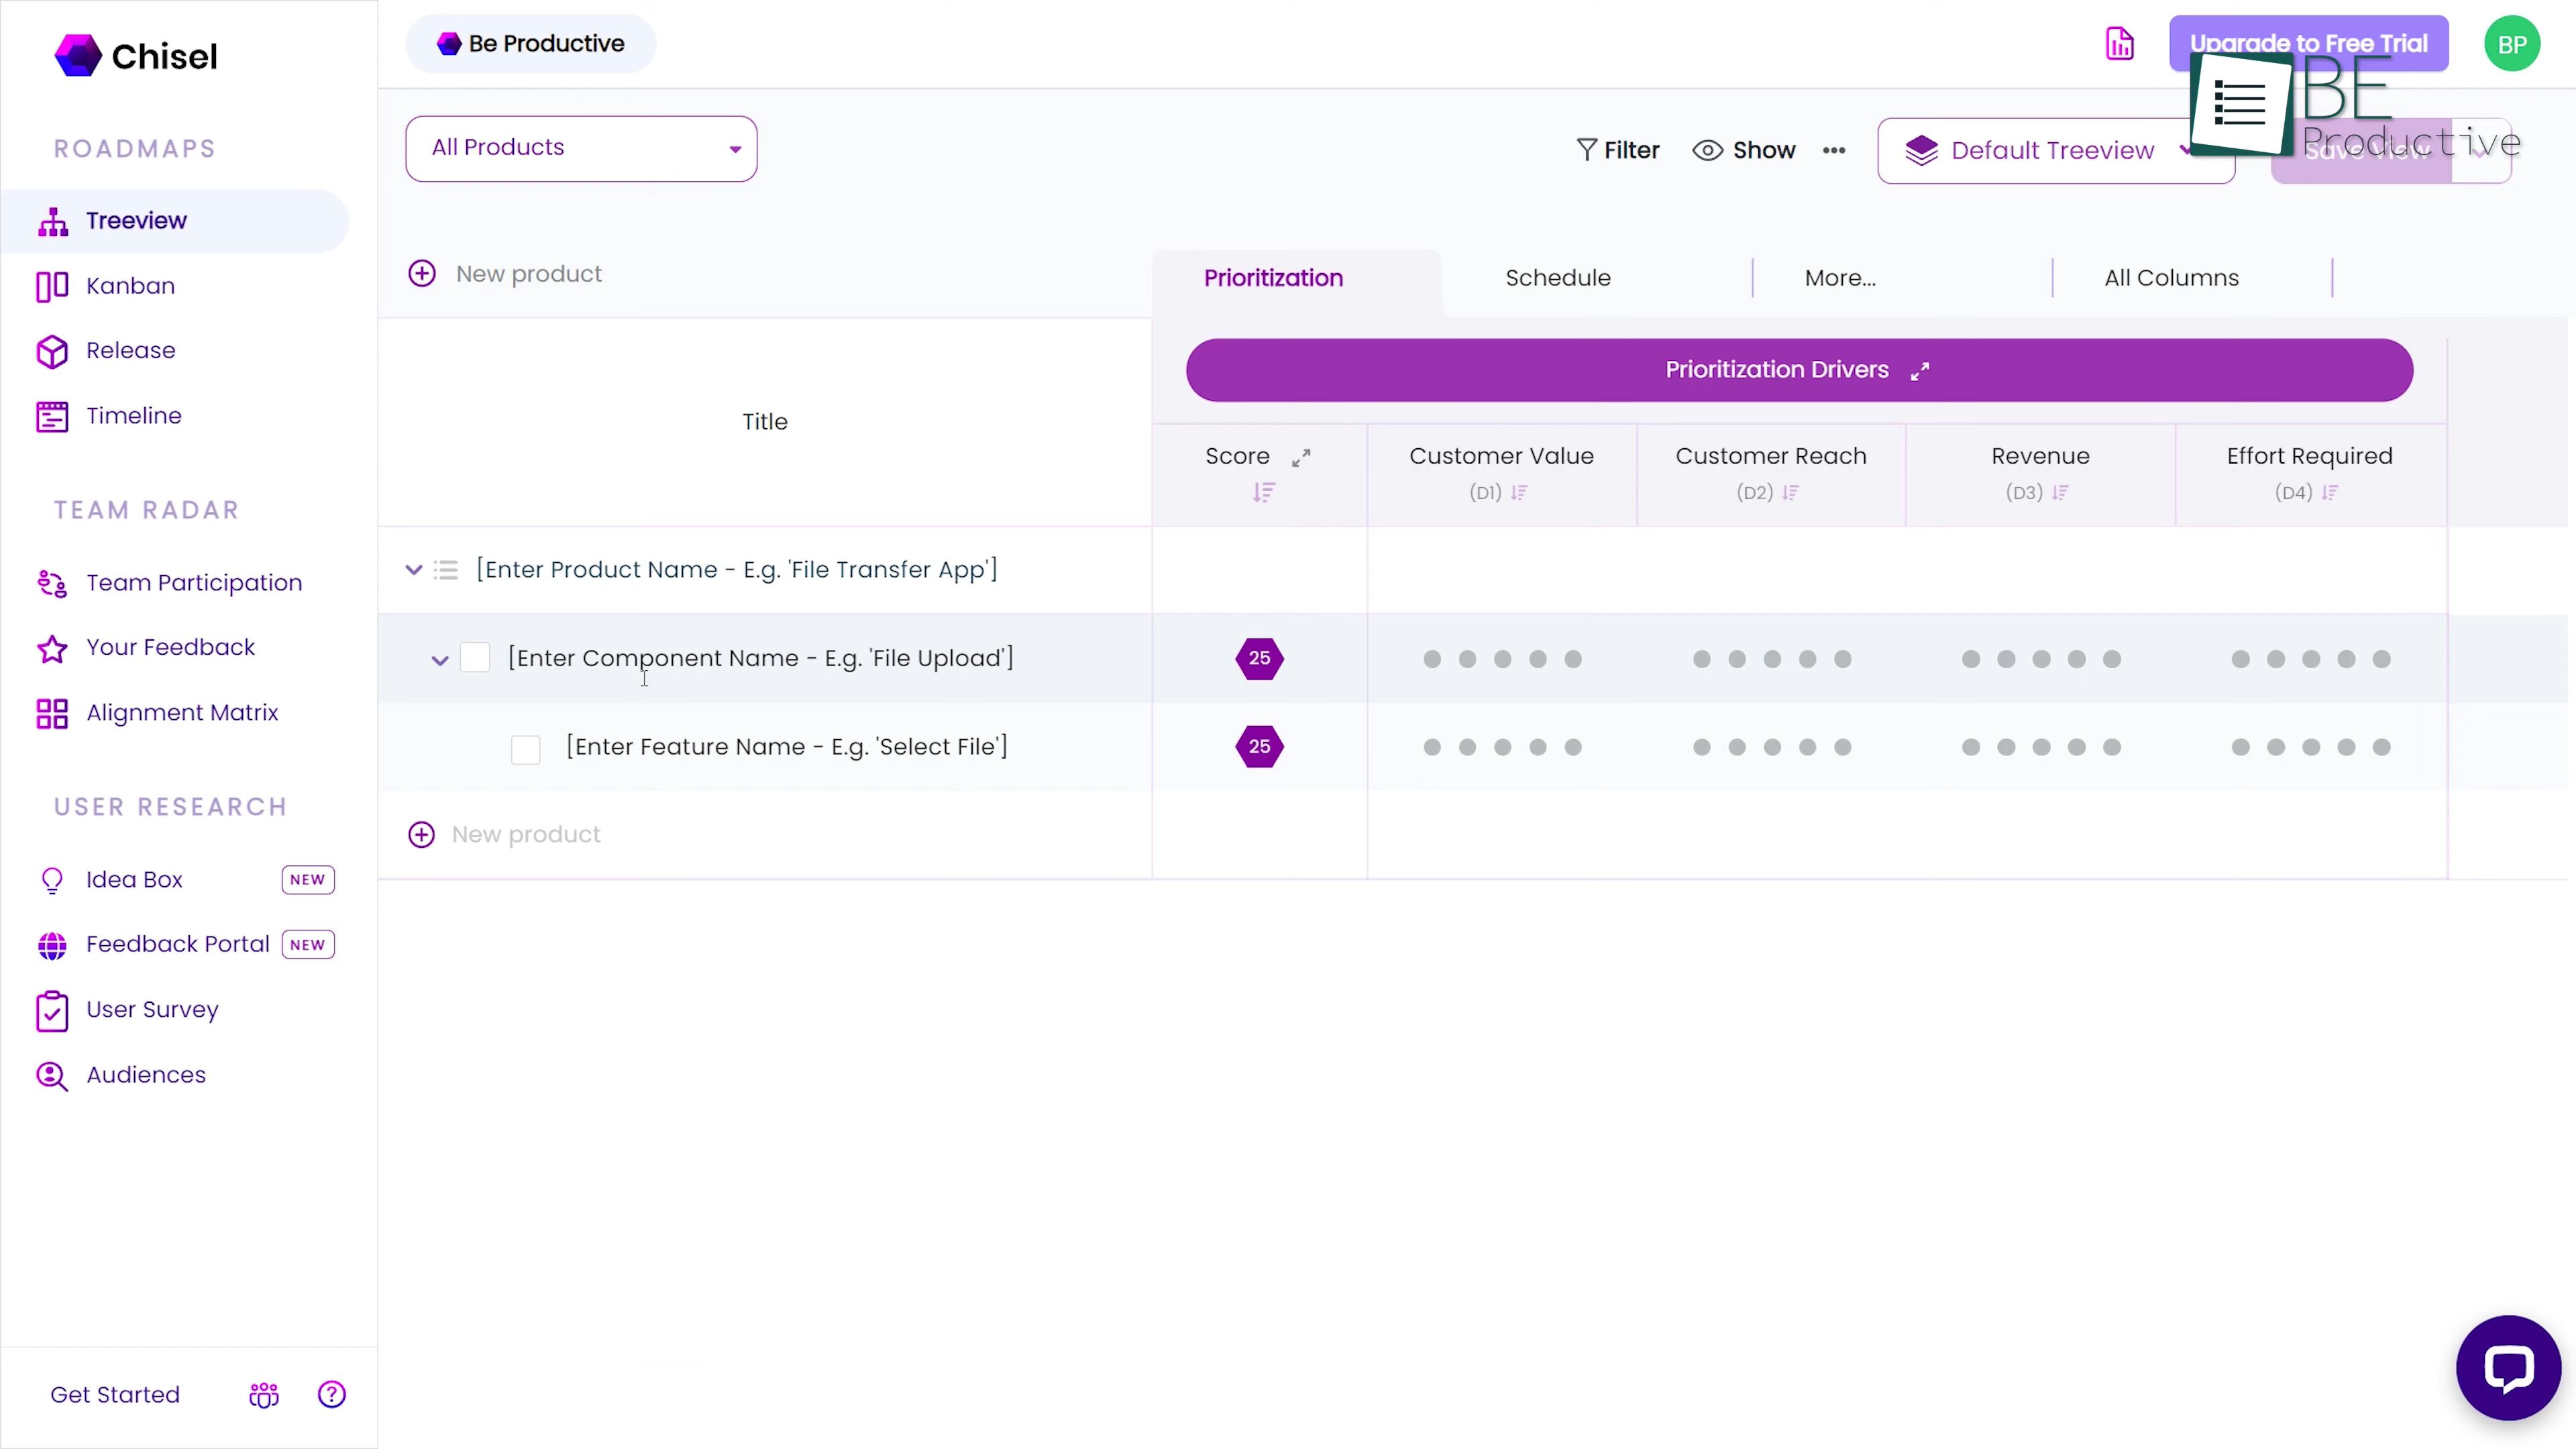 Chisel
Be Productive
Upgrade to Free Trial
BP
BE
Productive
ROADMAPS
Treeview
Kanban
Release
Timeline
TEAM RADAR
Team Participation
Your Feedback
Alignment Matrix
USER RESEARCH
Idea Box NEW
Feedback Portal NEW
User Survey
Audiences
Get Started
All Products
Filter
Show
Default Treeview
Save View
New product
Prioritization
Schedule
More...
All Columns
Prioritization Drivers
Title
Score
Customer Value
(D1)
Customer Reach
(D2)
Revenue
(D3)
Effort Required
(D4)
[Enter Product Name - E.g. 'File Transfer App']
[Enter Component Name - E.g. 'File Upload']
25
[Enter Feature Name - E.g. 'Select File']
25
New product